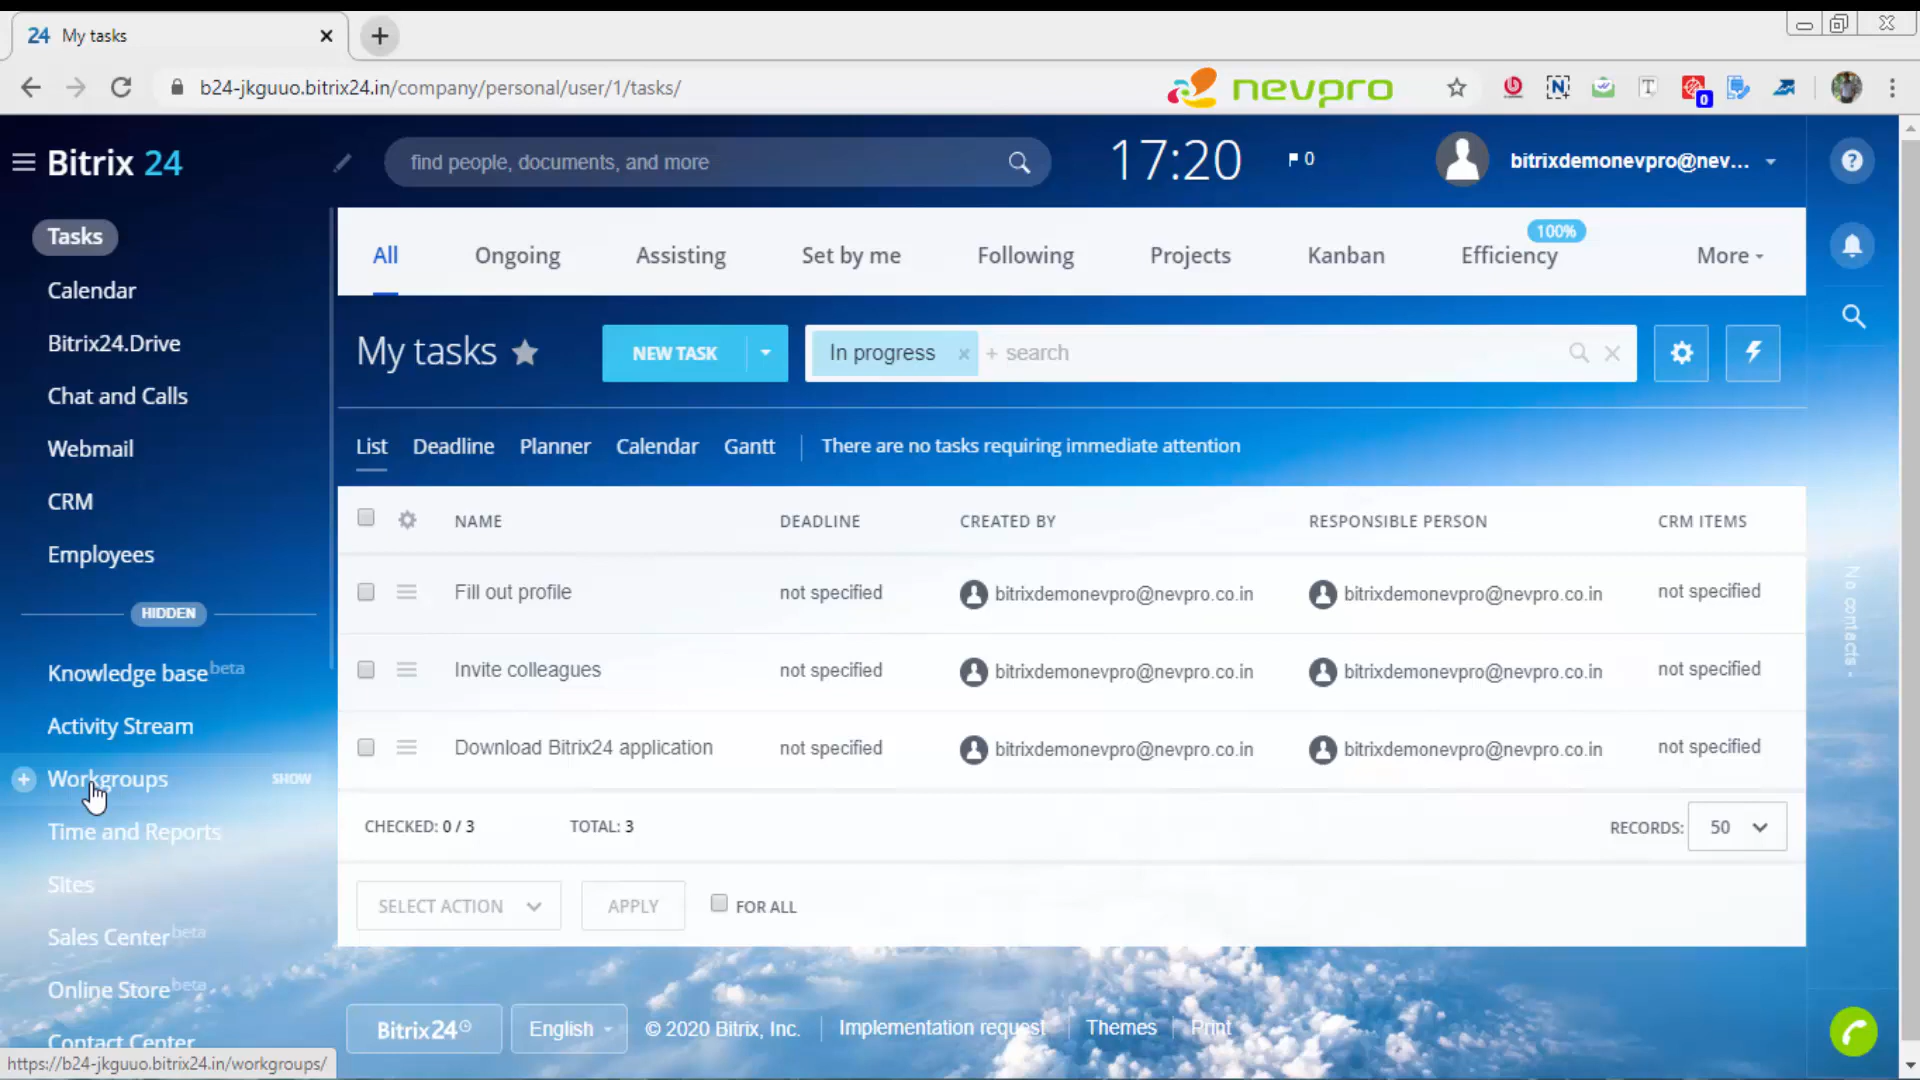 24 My tasks
b24-jkguuo.bitrix24.in/company/personal/user/1/tasks/
nevpro
0
Bitrix 24
find people, documents, and more
17:20
0
bitrixdemonevpro@nev...
Tasks
Calendar
Bitrix24.Drive
Chat and Calls
Webmail
CRM
Employees
HIDDEN
Knowledge base beta
Activity Stream
Workgroups SHOW
Time and Reports
Sites
Sales Center beta
Online Store beta
Contact Center
https://b24-jkguuo.bitrix24.in/workgroups/
All Ongoing Assisting Set by me Following Projects Kanban Efficiency 100% More
My tasks
NEW TASK
In progress × + search
List Deadline Planner Calendar Gantt There are no tasks requiring immediate attention
NAME DEADLINE CREATED BY RESPONSIBLE PERSON CRM ITEMS
Fill out profile not specified bitrixdemonevpro@nevpro.co.in bitrixdemonevpro@nevpro.co.in not specified
Invite colleagues not specified bitrixdemonevpro@nevpro.co.in bitrixdemonevpro@nevpro.co.in not specified
Download Bitrix24 application not specified bitrixdemonevpro@nevpro.co.in bitrixdemonevpro@nevpro.co.in not specified
CHECKED: 0 / 3 TOTAL: 3 RECORDS: 50
SELECT ACTION APPLY FOR ALL
Bitrix24 English © 2020 Bitrix, Inc. Implementation request Themes Print
- No contacts -